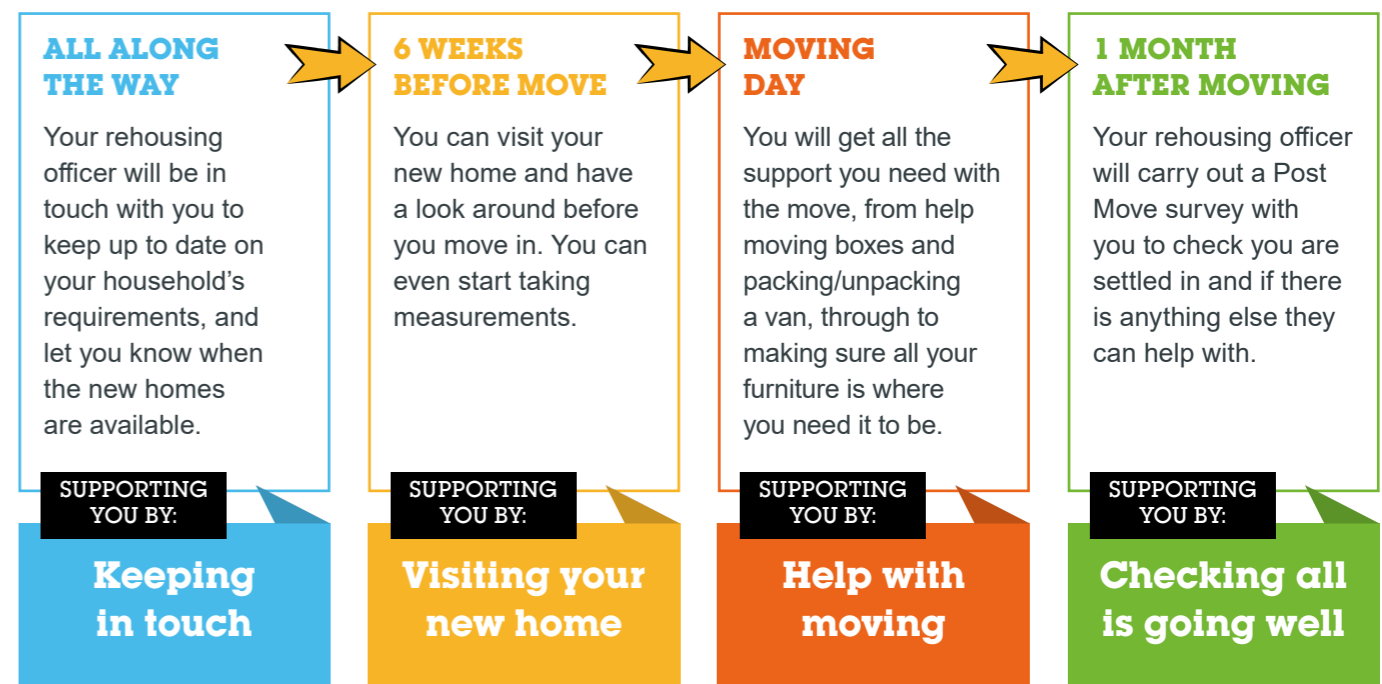 ALL ALONG
THE WAY
Your rehousing
officer will be in
touch with you to
keep up to date on
your household’s
requirements, and
let you know when
the new homes
are available.
SUPPORTING
YOU BY:
Keeping
in touch
6 WEEKS
BEFORE MOVE
You can visit your
new home and have
a look around before
you move in. You can
even start taking
measurements.
SUPPORTING
YOU BY:
Visiting your
new home
MOVING
DAY
You will get all the
support you need with
the move, from help
moving boxes and
packing/unpacking
a van, through to
making sure all your
furniture is where
you need it to be.
SUPPORTING
YOU BY:
Help with
moving
1 MONTH
AFTER MOVING
Your rehousing officer
will carry out a Post
Move survey with
you to check you are
settled in and if there
is anything else they
can help with.
SUPPORTING
YOU BY:
Checking all
is going well